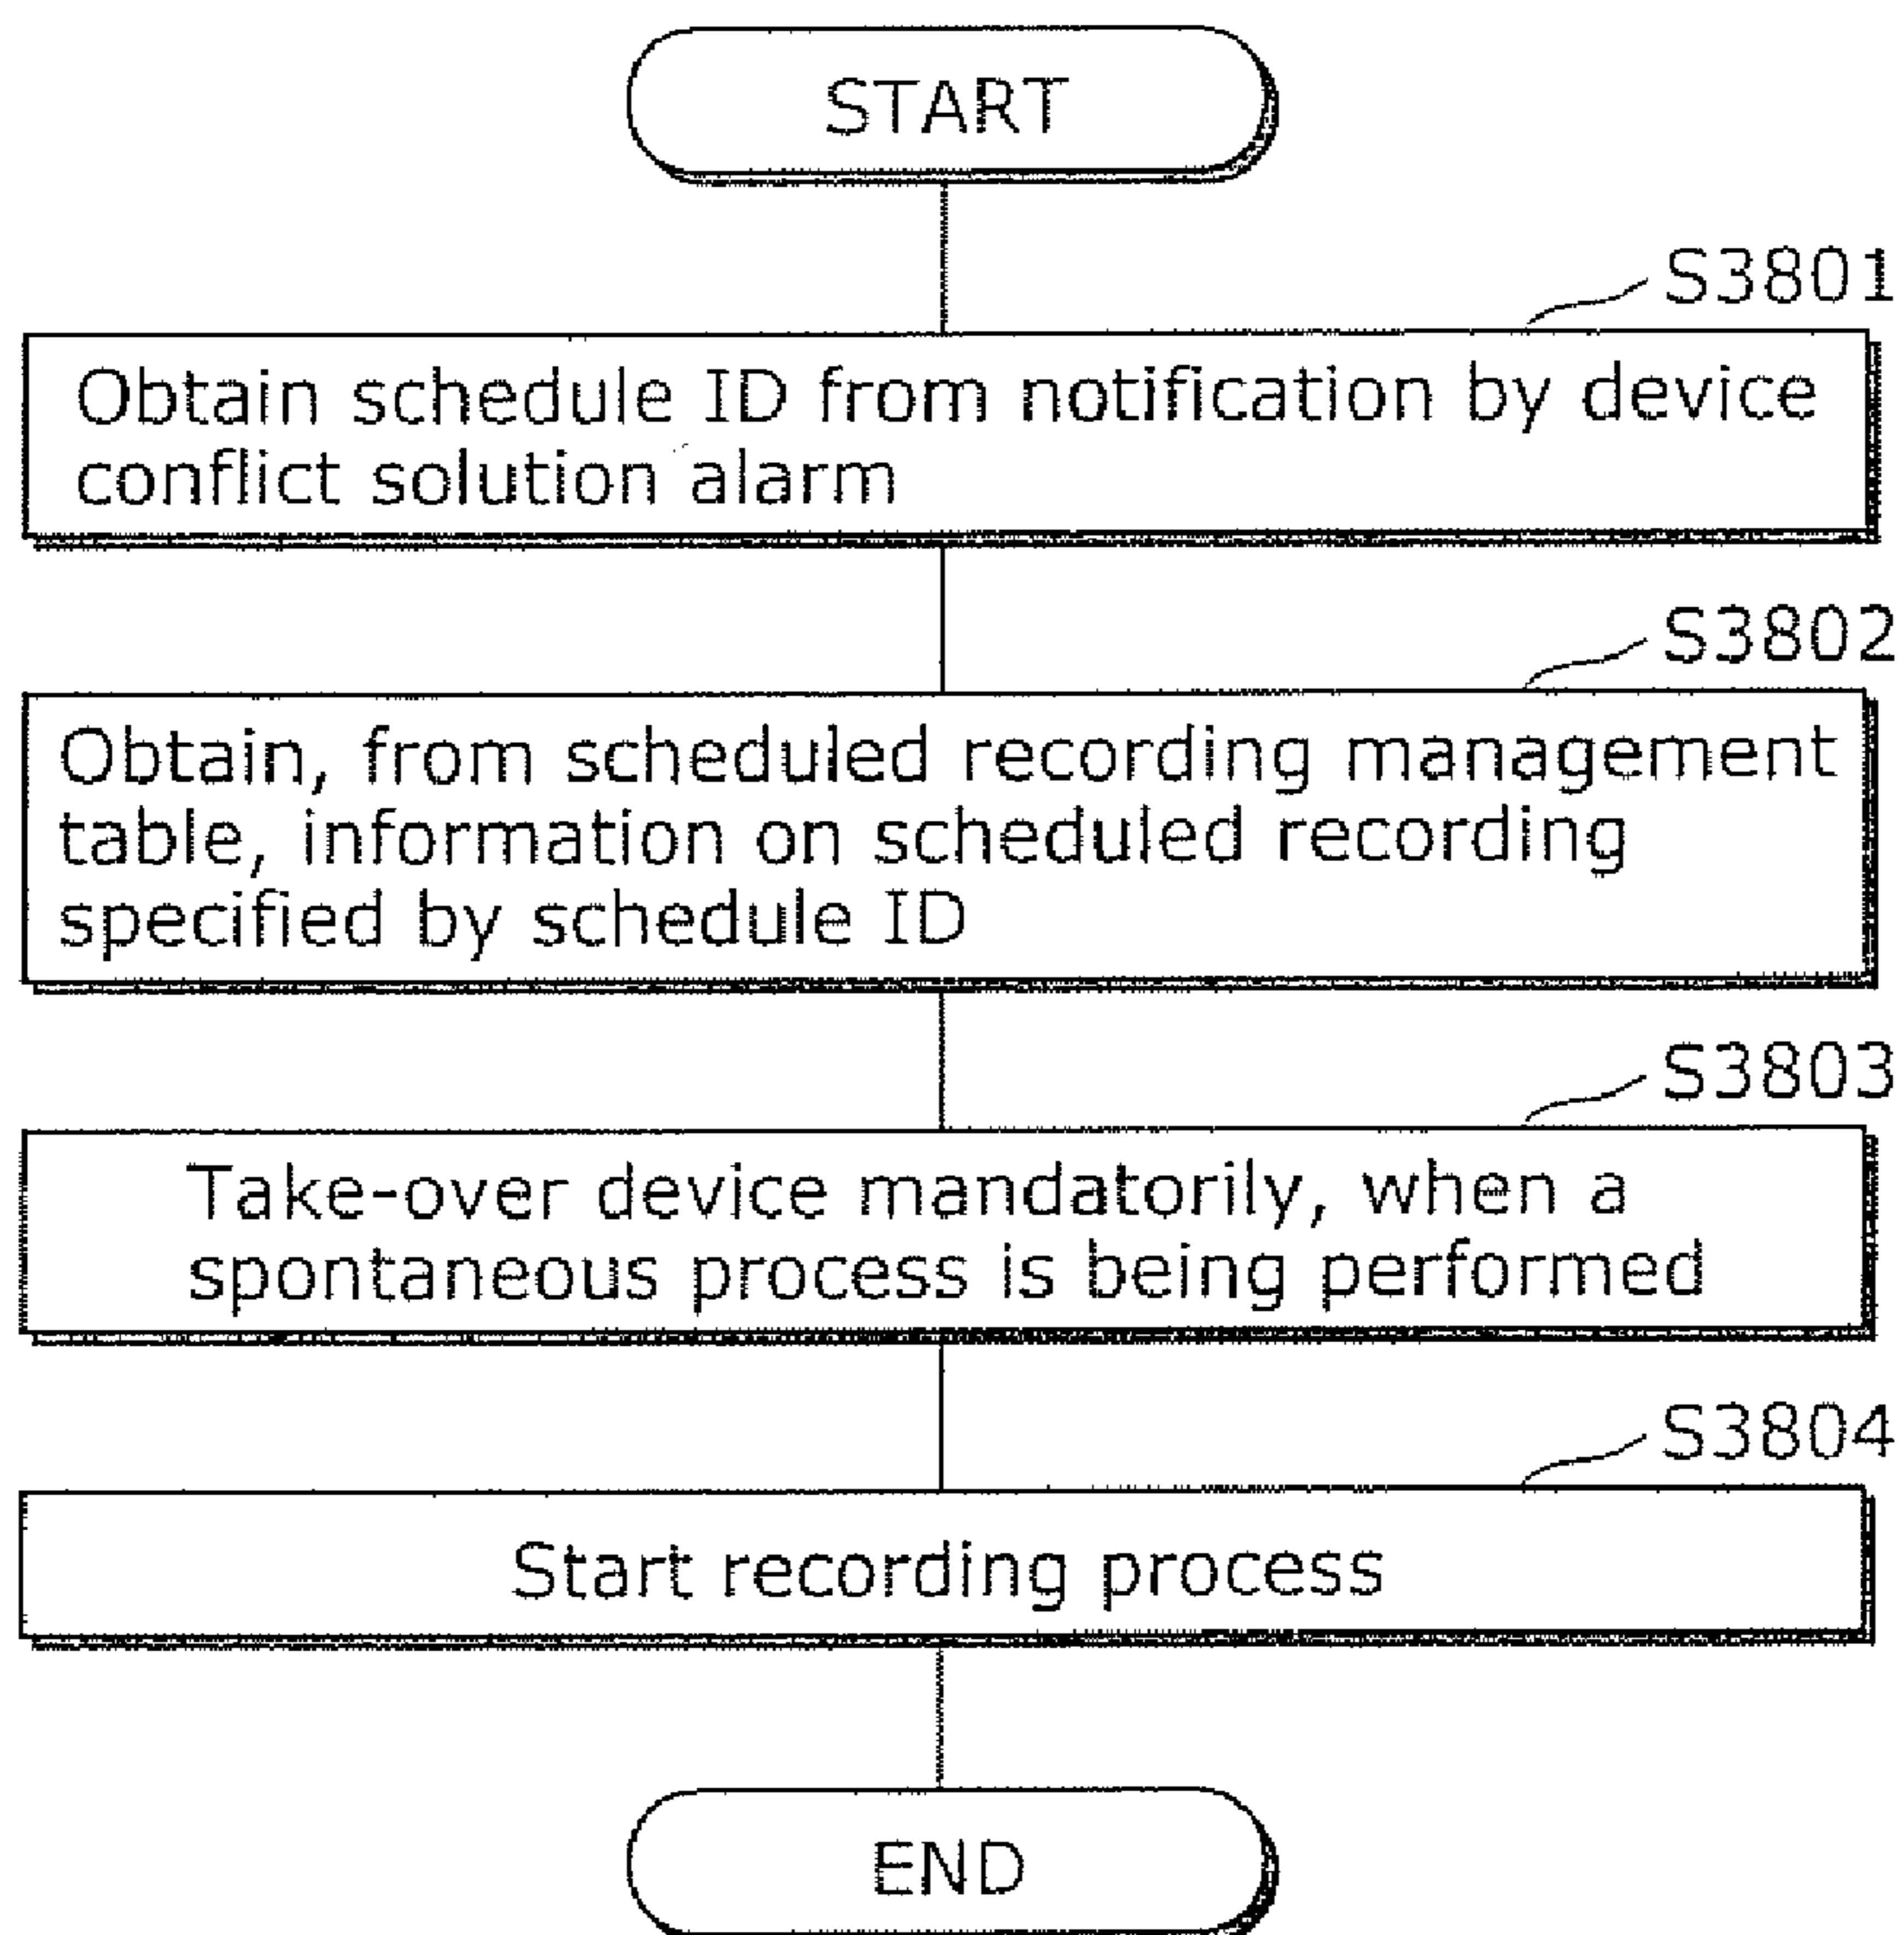 START
S3801
Obtain schedule ID from notification by device
conflict solution alarm
S3802
Obtain, from scheduled recording management
table, information on scheduled recording
specified by schedule ID
S3803
Take-over device mandatorily, when a
spontaneous process is being performed
S3804
Start recording process
END